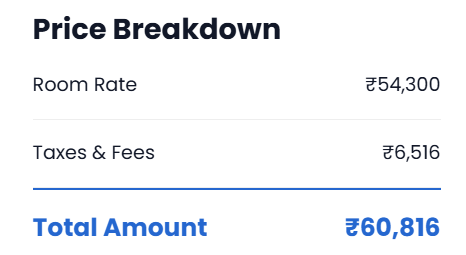 Price Breakdown
Room Rate ₹54,300
Taxes & Fees ₹6,516
Total Amount ₹60,816